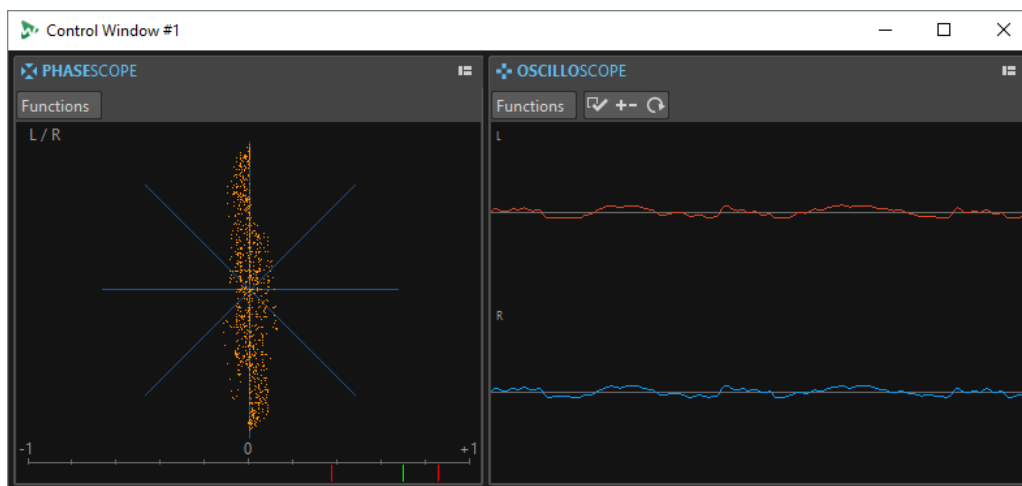 Control Window #1
PHASESCOPE
Functions
L / R
-1 0 +1
OSCILLOSCOPE
Functions
L
R